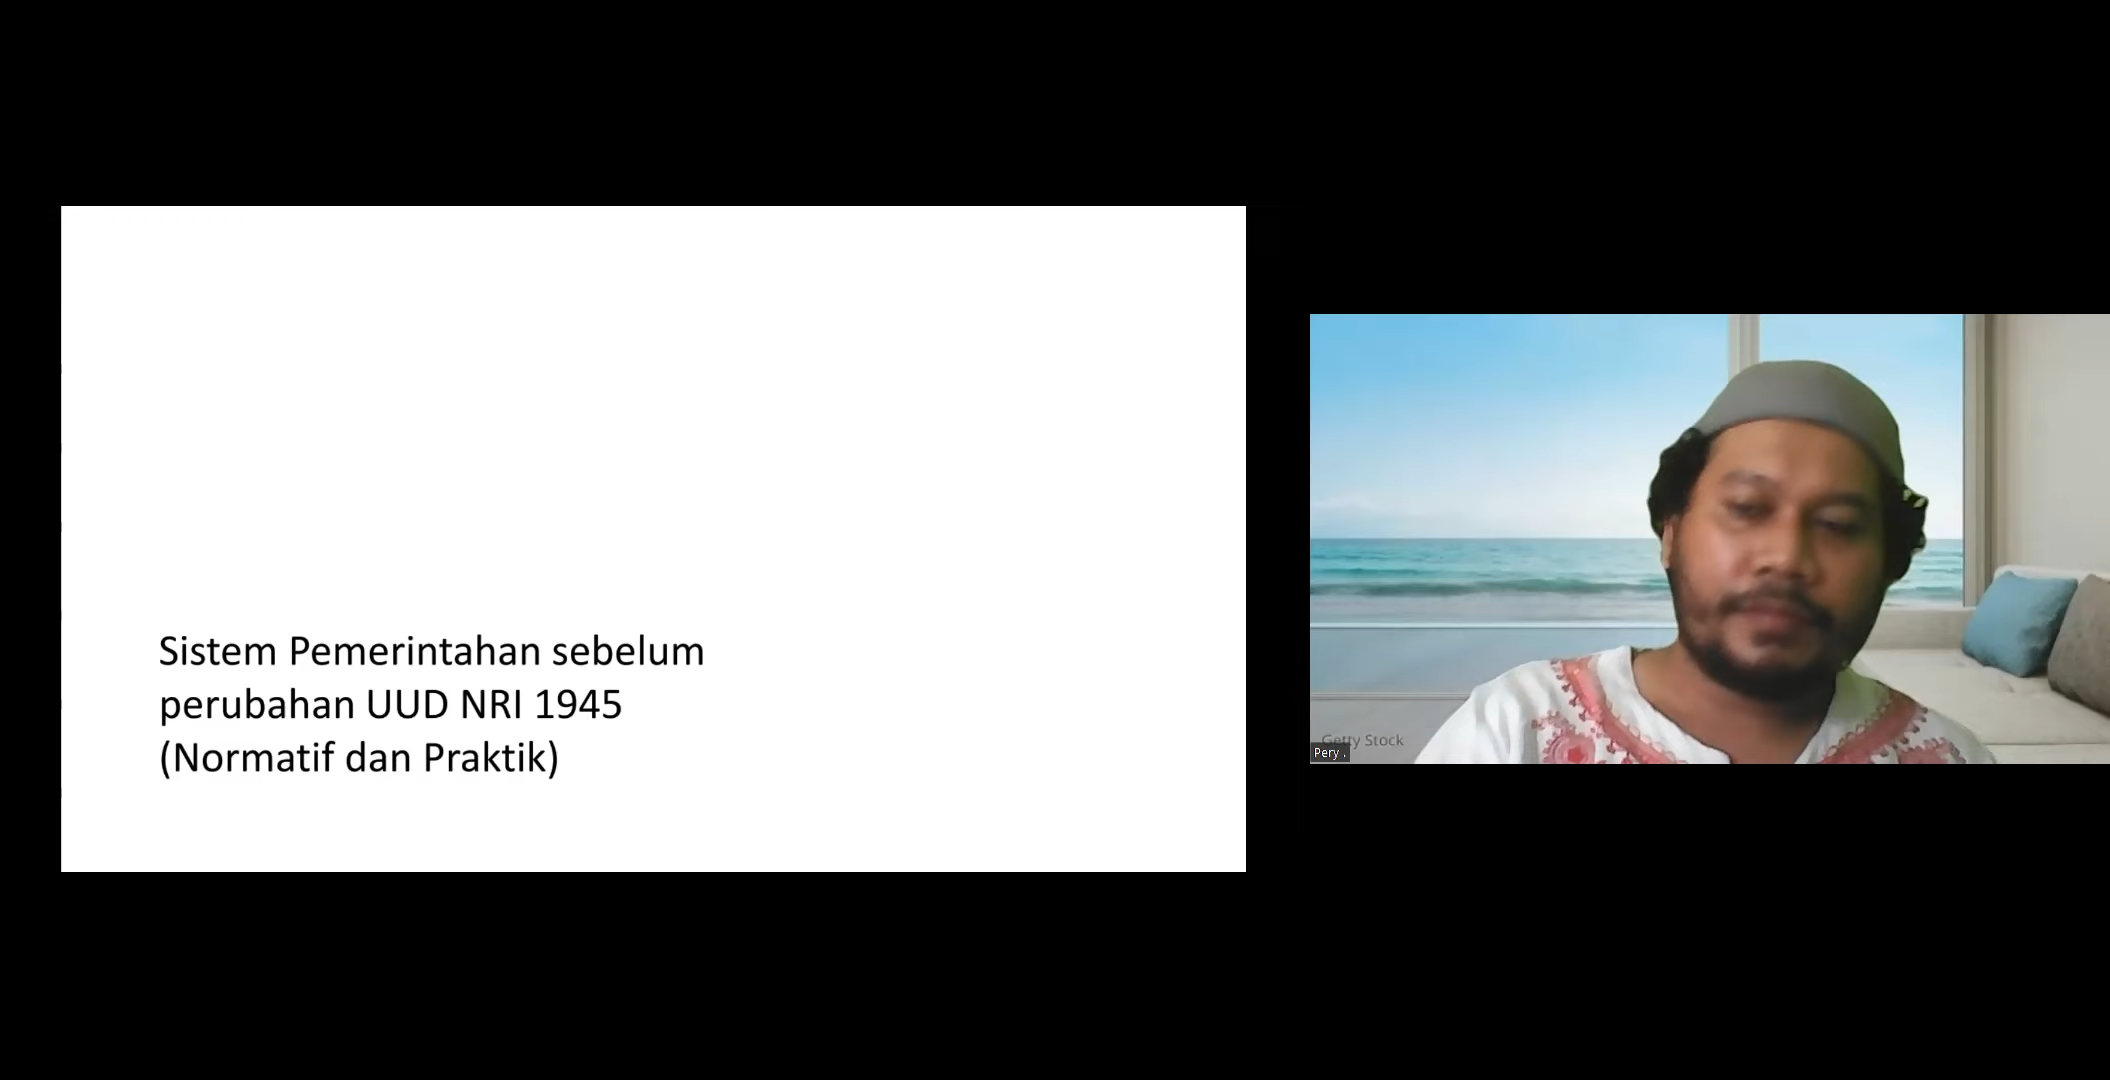 Sistem Pemerintahan sebelum
perubahan UUD NRI 1945
(Normatif dan Praktik)
Getty Stock
Pery .